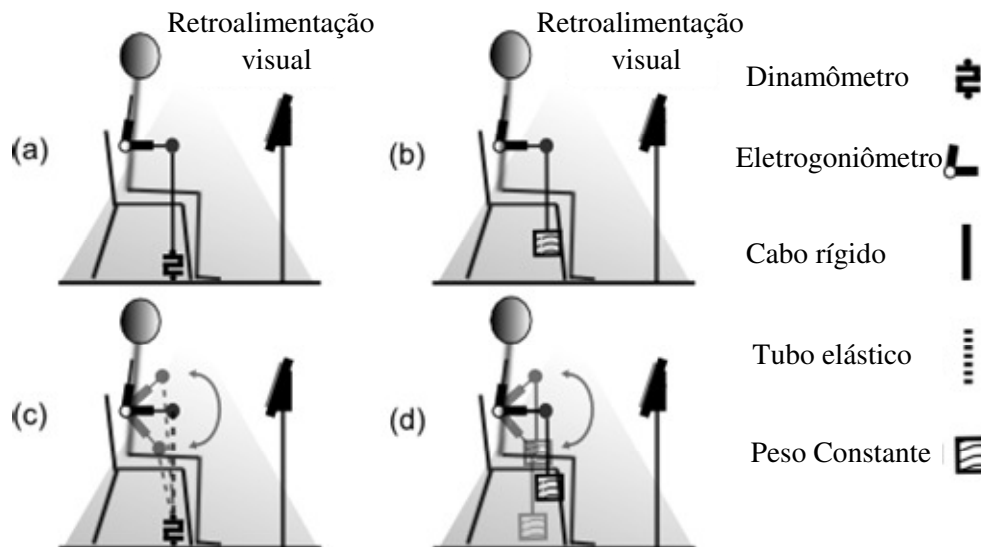 Retroalimentação
visual
Retroalimentação
visual
(a)
(b)
(c)
(d)
Dinamômetro
Eletrogoniômetro
Cabo rígido
Tubo elástico
Peso Constante